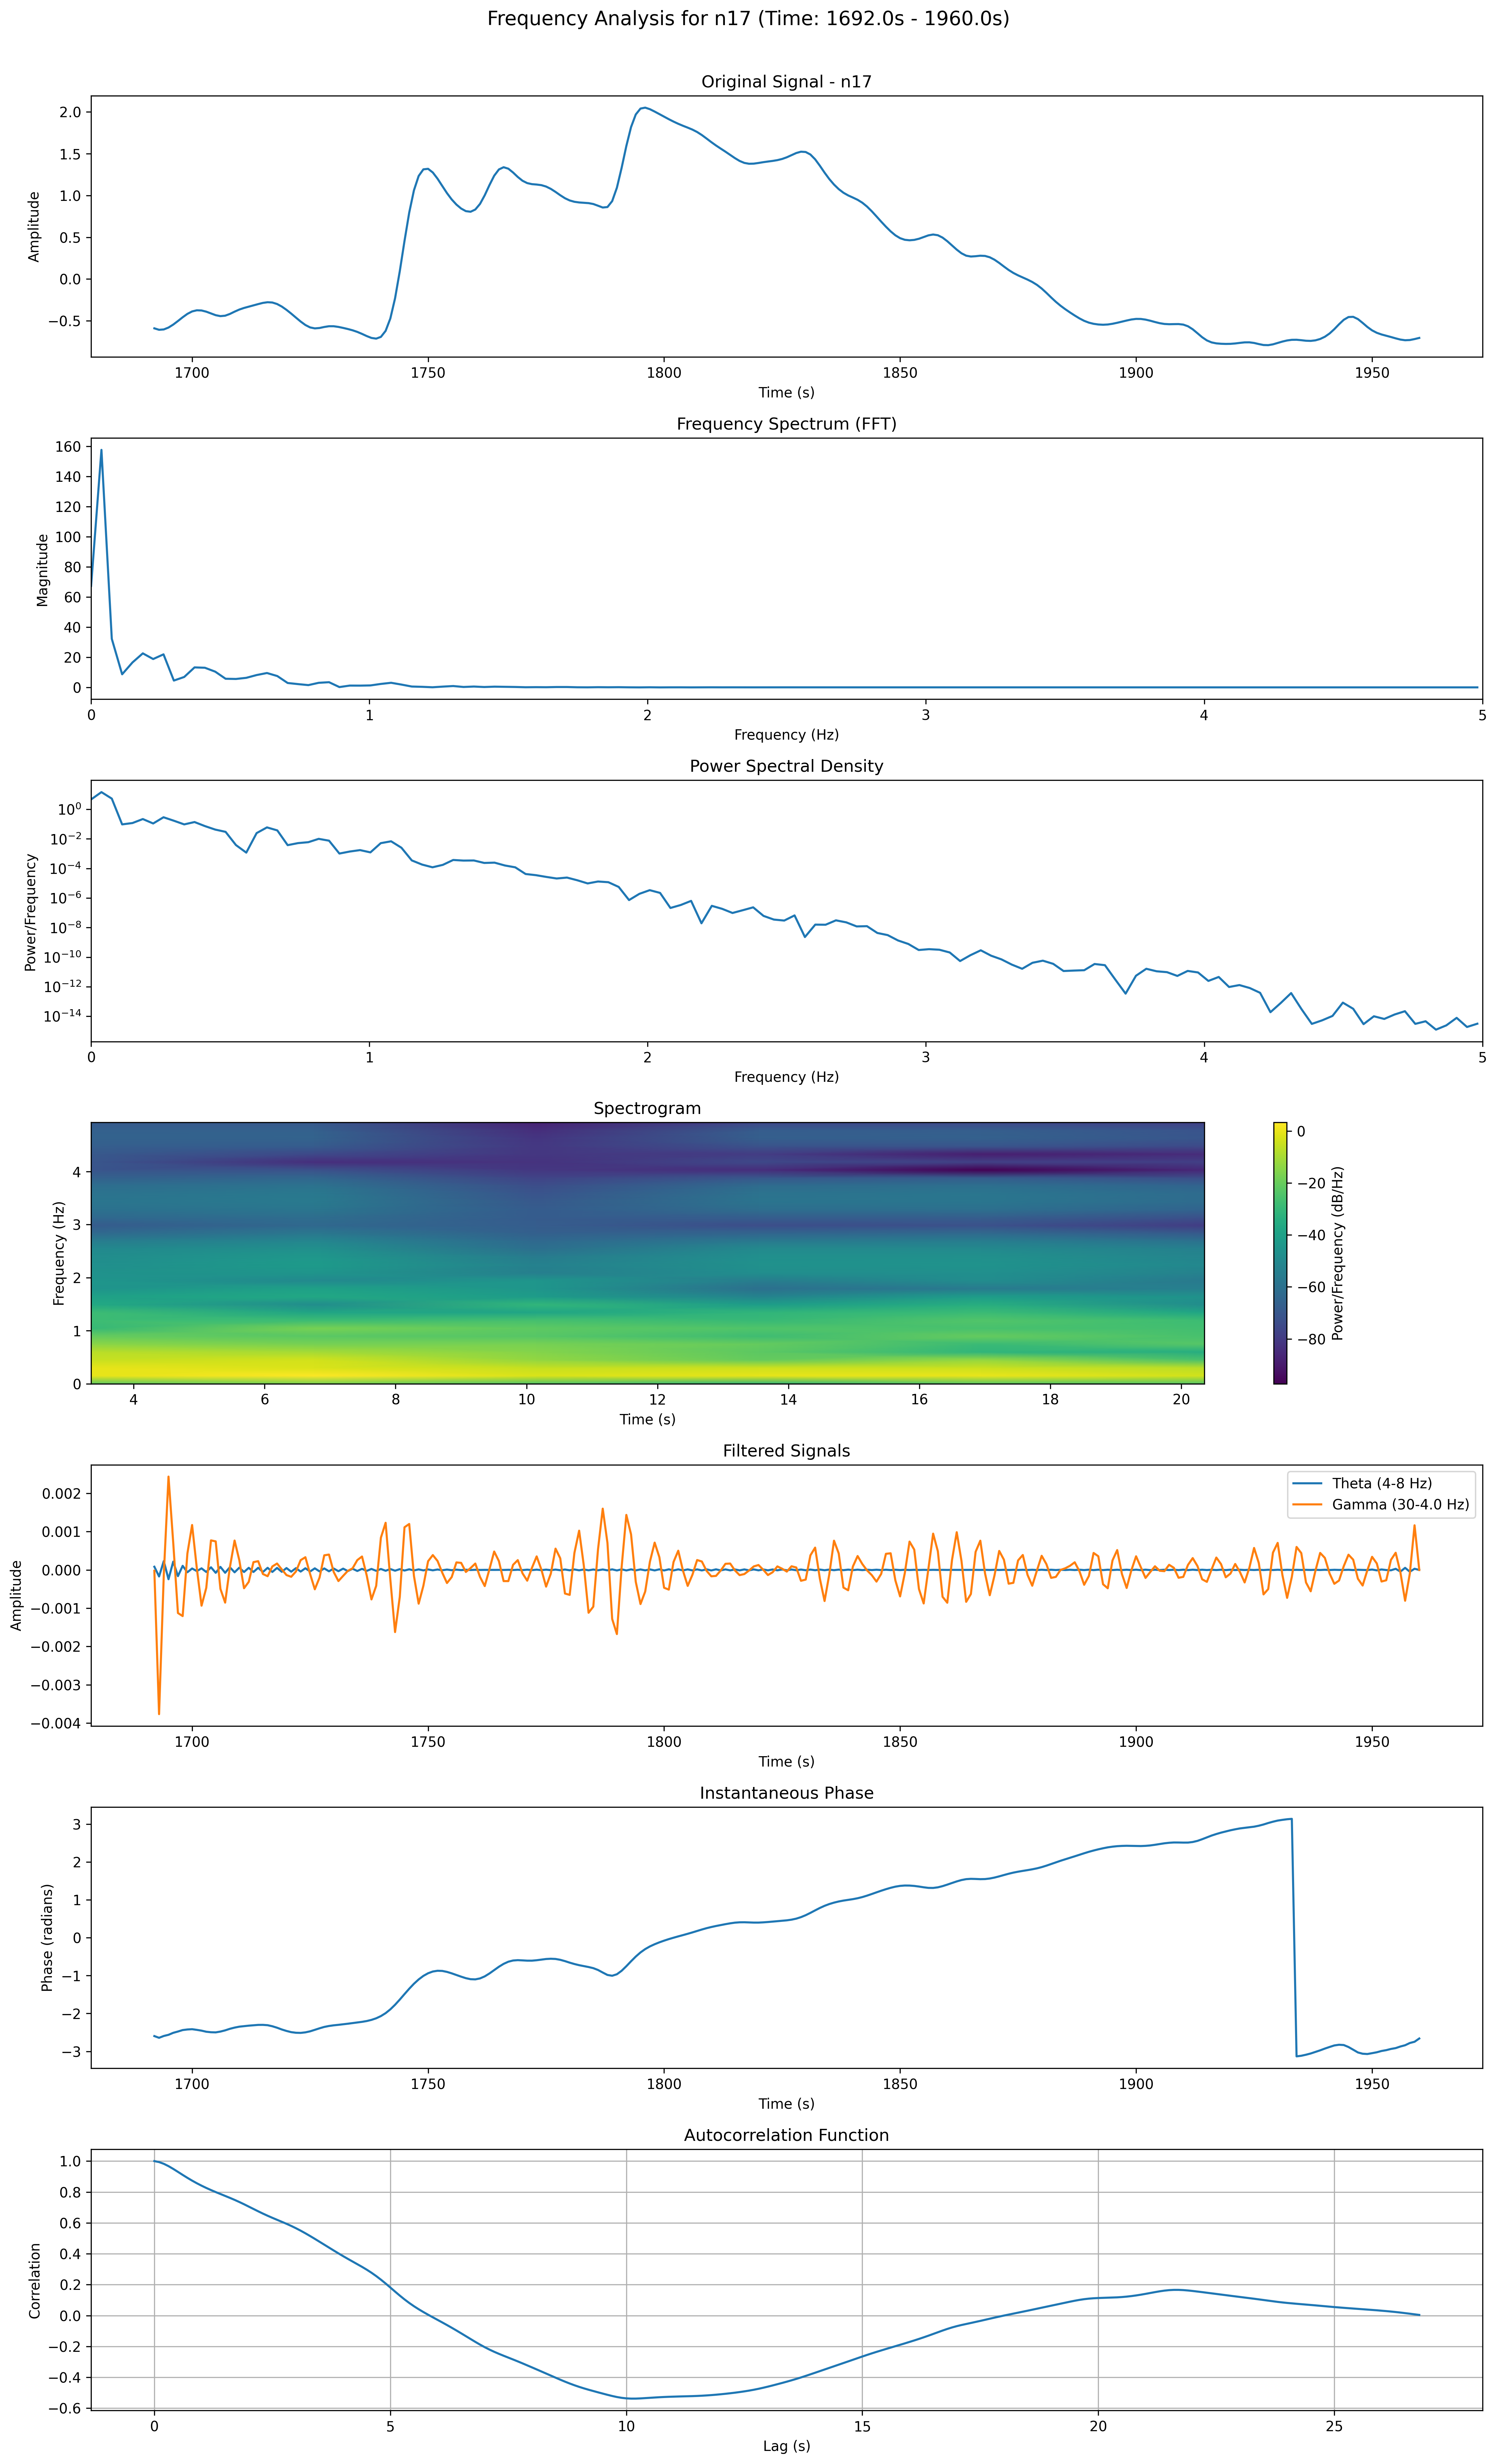 Frequency Analysis for n17 (Time: 1692.0s - 1960.0s)
Original Signal - n17
2.0
1.5
1.0
0.5
0.0
−0.5
Amplitude
1700 1750 1800 1850 1900 1950
Time (s)
Frequency Spectrum (FFT)
160
140
120
100
80
60
40
20
0
Magnitude
0 1 2 3 4 5
Frequency (Hz)
Power Spectral Density
10⁰
10⁻²
10⁻⁴
10⁻⁶
10⁻⁸
10⁻¹⁰
10⁻¹²
10⁻¹⁴
Power/Frequency
0 1 2 3 4 5
Frequency (Hz)
Spectrogram
4
3
2
1
0
Frequency (Hz)
4 6 8 10 12 14 16 18 20
Time (s)
0
−20
−40
−60
−80
Power/Frequency (dB/Hz)
Filtered Signals
Theta (4-8 Hz)
Gamma (30-4.0 Hz)
0.002
0.001
0.000
−0.001
−0.002
−0.003
−0.004
Amplitude
1700 1750 1800 1850 1900 1950
Time (s)
Instantaneous Phase
3
2
1
0
−1
−2
−3
Phase (radians)
1700 1750 1800 1850 1900 1950
Time (s)
Autocorrelation Function
1.0
0.8
0.6
0.4
0.2
0.0
−0.2
−0.4
−0.6
Correlation
0 5 10 15 20 25
Lag (s)